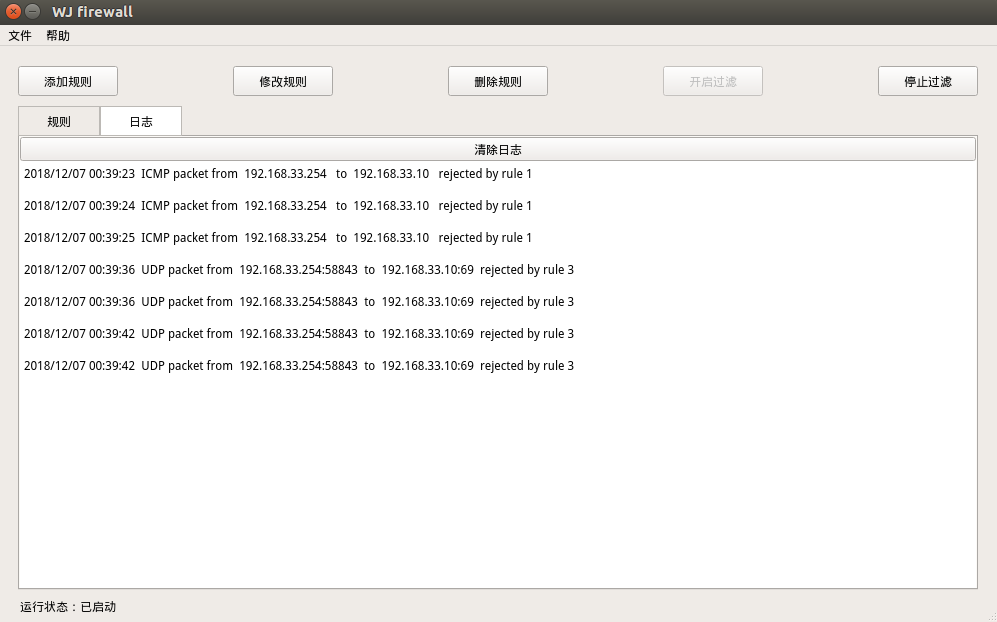 WJ firewall
文件 帮助
添加规则 修改规则 删除规则 开启过滤 停止过滤
规则 日志
清除日志
2018/12/07 00:39:23 ICMP packet from 192.168.33.254 to 192.168.33.10 rejected by rule 1
2018/12/07 00:39:24 ICMP packet from 192.168.33.254 to 192.168.33.10 rejected by rule 1
2018/12/07 00:39:25 ICMP packet from 192.168.33.254 to 192.168.33.10 rejected by rule 1
2018/12/07 00:39:36 UDP packet from 192.168.33.254:58843 to 192.168.33.10:69 rejected by rule 3
2018/12/07 00:39:36 UDP packet from 192.168.33.254:58843 to 192.168.33.10:69 rejected by rule 3
2018/12/07 00:39:42 UDP packet from 192.168.33.254:58843 to 192.168.33.10:69 rejected by rule 3
2018/12/07 00:39:42 UDP packet from 192.168.33.254:58843 to 192.168.33.10:69 rejected by rule 3
运行状态：已启动